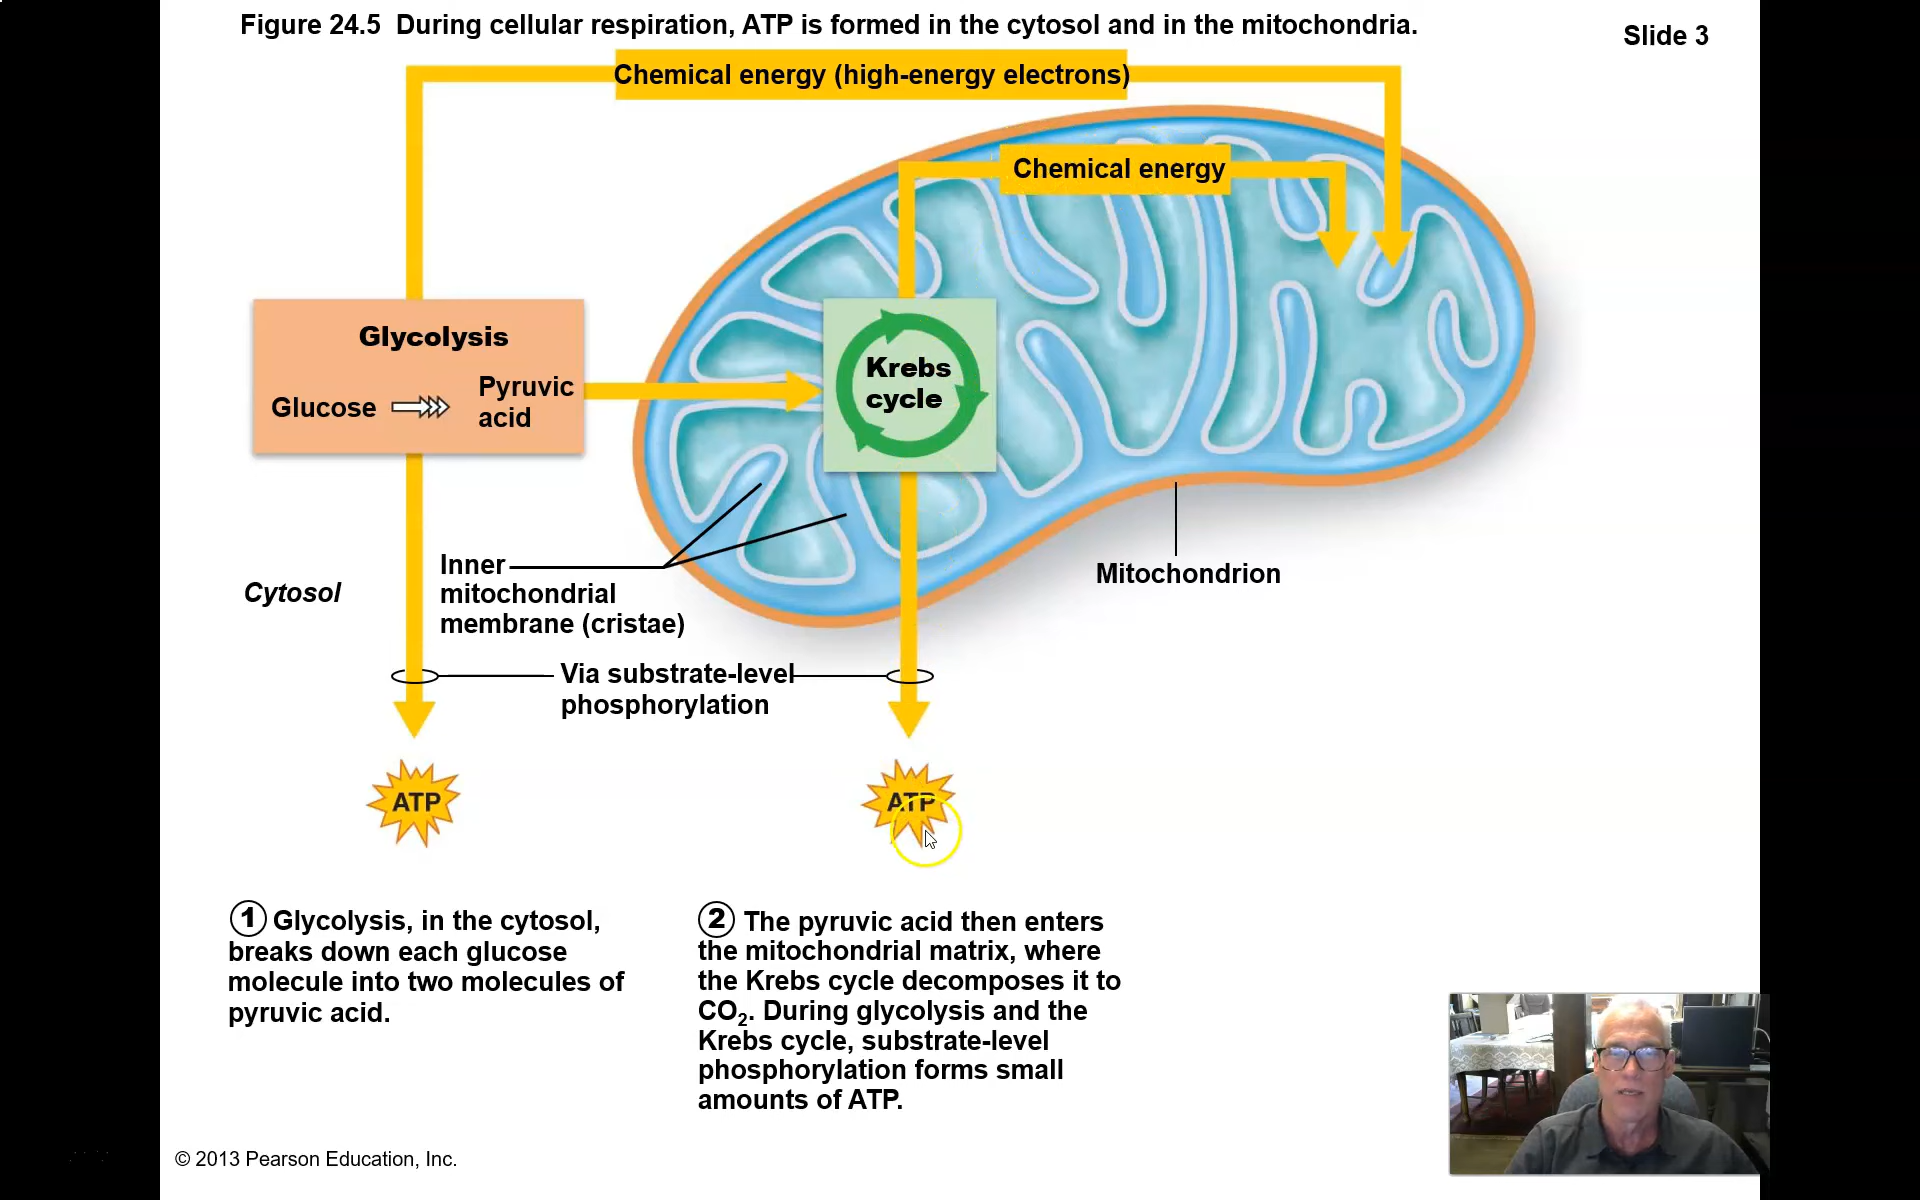 Figure 24.5  During cellular respiration, ATP is formed in the cytosol and in the mitochondria.
Slide 3
Chemical energy (high-energy electrons)
Chemical energy
Glycolysis
Glucose
Pyruvic
acid
Krebs
cycle
Inner
mitochondrial
membrane (cristae)
Cytosol
Mitochondrion
Via substrate-level
phosphorylation
ATP
ATP
1 Glycolysis, in the cytosol,
breaks down each glucose
molecule into two molecules of
pyruvic acid.
2 The pyruvic acid then enters
the mitochondrial matrix, where
the Krebs cycle decomposes it to
CO2. During glycolysis and the
Krebs cycle, substrate-level
phosphorylation forms small
amounts of ATP.
© 2013 Pearson Education, Inc.